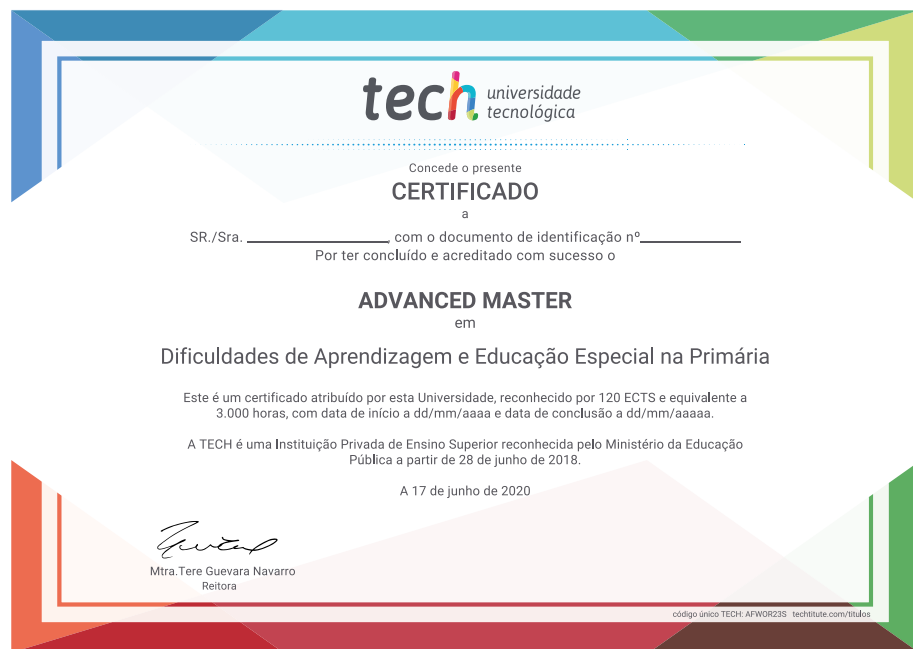 tech universidade
tecnológica
Concede o presente
CERTIFICADO
a
SR./Sra. ______________, com o documento de identificação nº__________
Por ter concluído e acreditado com sucesso o
ADVANCED MASTER
em
Dificuldades de Aprendizagem e Educação Especial na Primária
Este é um certificado atribuído por esta Universidade, reconhecido por 120 ECTS e equivalente a
3.000 horas, com data de início a dd/mm/aaaa e data de conclusão a dd/mm/aaaaa.
A TECH é uma Instituição Privada de Ensino Superior reconhecida pelo Ministério da Educação
Pública a partir de 28 de junho de 2018.
A 17 de junho de 2020
Mtra.Tere Guevara Navarro
Reitora
código único TECH: AFWOR23S techtitute.com/titulos